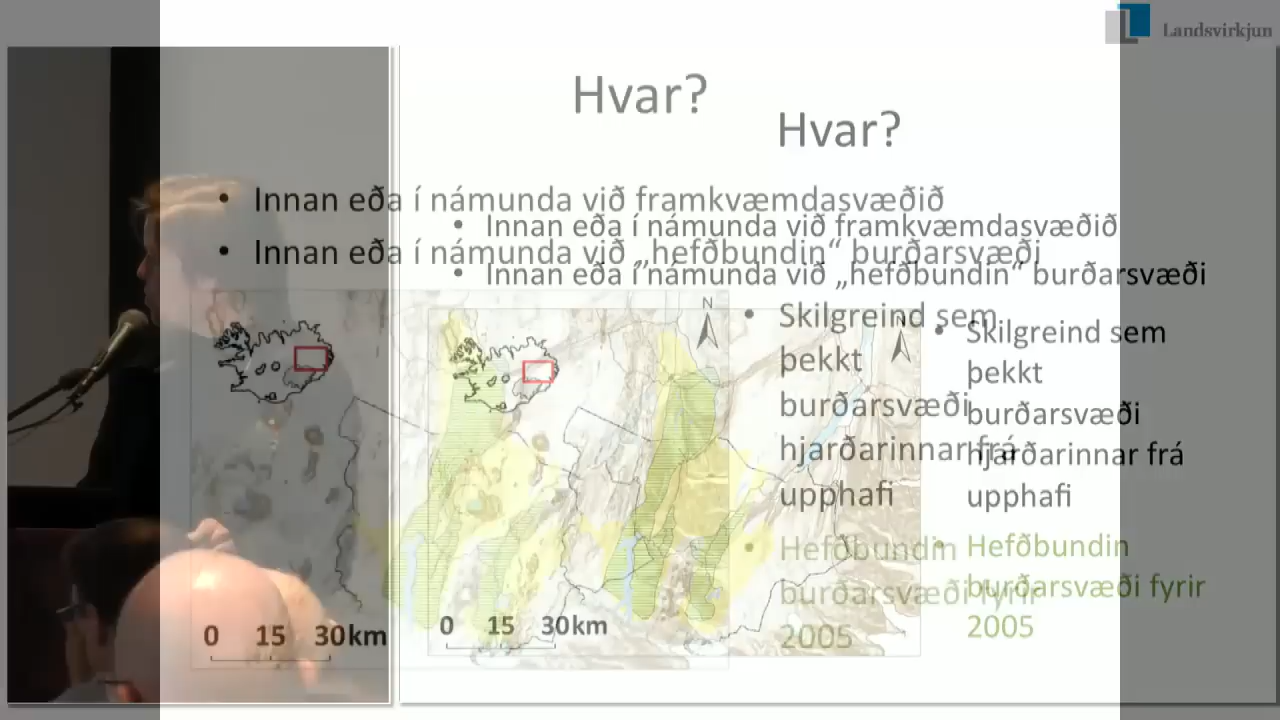 Landsvirkjun
Hvar?
Innan eða í námunda við framkvæmdasvæðið
Innan eða í námunda við „hefðbundin“ burðarsvæði
Skilgreind sem
þekkt
burðarsvæði
hjarðarinnar frá
upphafi
Hefðbundin
burðarsvæði fyrir
2005
N
0 15 30km
Hvar?
Innan eða í námunda við framkvæmdasvæðið
Innan eða í námunda við „hefðbundin“ burðarsvæði
Skilgreind sem
þekkt
burðarsvæði
hjarðarinnar frá
upphafi
Hefðbundin
burðarsvæði fyrir
2005
N
0 15 30km